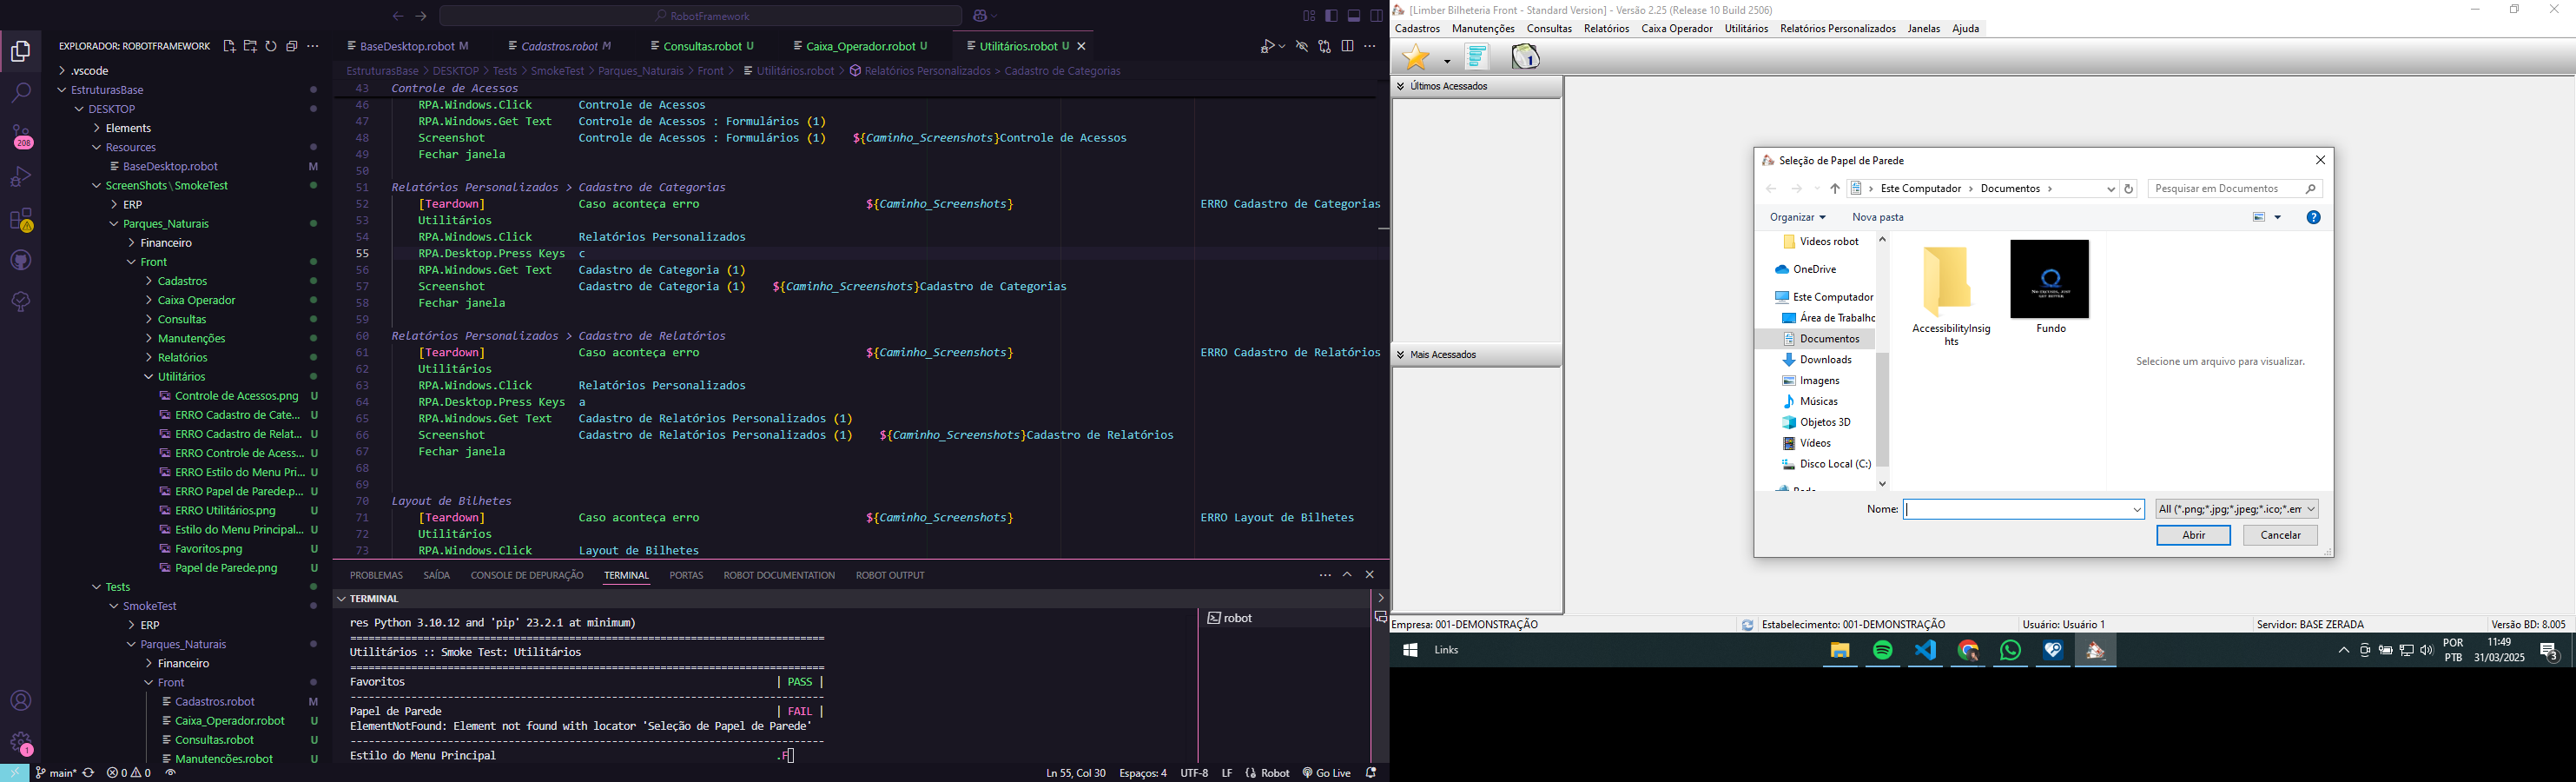 RobotFramework
EXPLORADOR: ROBOTFRAMEWORK
.vscode
EstruturasBase
DESKTOP
Elements
Resources
BaseDesktop.robot M
ScreenShots\SmokeTest
ERP
Parques_Naturais
Financeiro
Front
Cadastros
Caixa Operador
Consultas
Manutenções
Relatórios
Utilitários
Controle de Acessos.png U
ERRO Cadastro de Cate... U
ERRO Cadastro de Relat... U
ERRO Controle de Acess... U
ERRO Estilo do Menu Pri... U
ERRO Papel de Parede.p... U
ERRO Utilitários.png U
Estilo do Menu Principal... U
Favoritos.png U
Papel de Parede.png U
Tests
SmokeTest
ERP
Parques_Naturais
Financeiro
Front
Cadastros.robot M
Caixa_Operador.robot U
Consultas.robot U
Manutencões.robot U
208
1
BaseDesktop.robot M Cadastros.robot M Consultas.robot U Caixa_Operador.robot U Utilitários.robot U
EstruturasBase > DESKTOP > Tests > SmokeTest > Parques_Naturais > Front > Utilitários.robot > Relatórios Personalizados > Cadastro de Categorias
43 Controle de Acessos
46 RPA.Windows.Click Controle de Acessos
47 RPA.Windows.Get Text Controle de Acessos : Formulários (1)
48 Screenshot Controle de Acessos : Formulários (1) ${Caminho_Screenshots}Controle de Acessos
49 Fechar janela
50
51 Relatórios Personalizados > Cadastro de Categorias
52 [Teardown] Caso aconteça erro ${Caminho_Screenshots} ERRO Cadastro de Categorias
53 Utilitários
54 RPA.Windows.Click Relatórios Personalizados
55 RPA.Desktop.Press Keys c
56 RPA.Windows.Get Text Cadastro de Categoria (1)
57 Screenshot Cadastro de Categoria (1) ${Caminho_Screenshots}Cadastro de Categorias
58 Fechar janela
59
60 Relatórios Personalizados > Cadastro de Relatórios
61 [Teardown] Caso aconteça erro ${Caminho_Screenshots} ERRO Cadastro de Relatórios
62 Utilitários
63 RPA.Windows.Click Relatórios Personalizados
64 RPA.Desktop.Press Keys a
65 RPA.Windows.Get Text Cadastro de Relatórios Personalizados (1)
66 Screenshot Cadastro de Relatórios Personalizados (1) ${Caminho_Screenshots}Cadastro de Relatórios
67 Fechar janela
68
69
70 Layout de Bilhetes
71 [Teardown] Caso aconteça erro ${Caminho_Screenshots} ERRO Layout de Bilhetes
72 Utilitários
73 RPA.Windows.Click Layout de Bilhetes
PROBLEMAS SAÍDA CONSOLE DE DEPURAÇÃO TERMINAL PORTAS ROBOT DOCUMENTATION ROBOT OUTPUT
TERMINAL
robot
res Python 3.10.12 and 'pip' 23.2.1 at minimum)
==============================================================================
Utilitários :: Smoke Test: Utilitários
==============================================================================
Favoritos | PASS |
------------------------------------------------------------------------------
Papel de Parede | FAIL |
ElementNotFound: Element not found with locator 'Seleção de Papel de Parede'
------------------------------------------------------------------------------
Estilo do Menu Principal .F
main* 0 0 Ln 55, Col 30 Espaços: 4 UTF-8 LF Robot Go Live
[Limber Bilheteria Front - Standard Version] - Versão 2.25 (Release 10 Build 2506)
Cadastros Manutenções Consultas Relatórios Caixa Operador Utilitários Relatórios Personalizados Janelas Ajuda
1
Últimos Acessados
Mais Acessados
Seleção de Papel de Parede
Este Computador > Documentos >
Pesquisar em Documentos
Organizar
Nova pasta
Videos robot
OneDrive
Este Computador
Área de Trabalho
Documentos
Downloads
Imagens
Músicas
Objetos 3D
Vídeos
Disco Local (C:)
AccessibilityInsights
Fundo
Selecione um arquivo para visualizar.
Nome:
All (*.png;*.jpg;*.jpeg;*.ico;*.em
Abrir
Cancelar
Empresa: 001-DEMONSTRAÇÃO Estabelecimento: 001-DEMONSTRAÇÃO Usuário: Usuário 1 Servidor: BASE ZERADA Versão BD: 8.005
Links
POR
PTB
11:49
31/03/2025
3